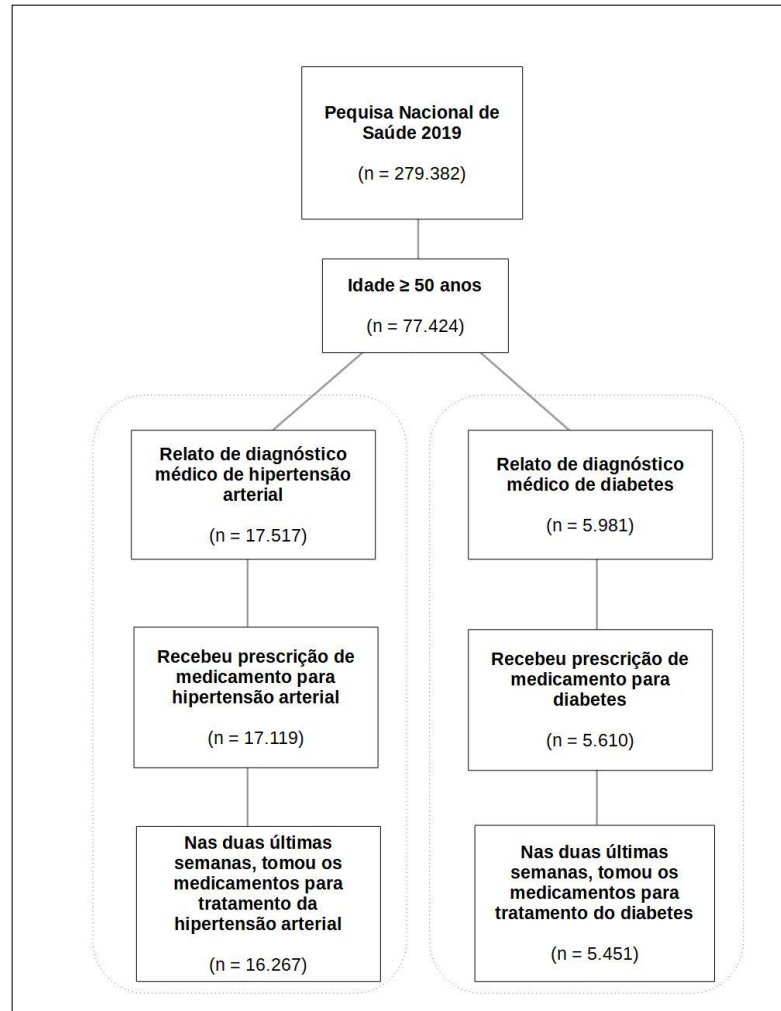 Pequisa Nacional de
Saúde 2019
(n = 279.382)
Idade ≥ 50 anos
(n = 77.424)
Relato de diagnóstico
médico de hipertensão
arterial
(n = 17.517)
Recebeu prescrição de
medicamento para
hipertensão arterial
(n = 17.119)
Nas duas últimas
semanas, tomou os
medicamentos para
tratamento da
hipertensão arterial
(n = 16.267)
Relato de diagnóstico
médico de diabetes
(n = 5.981)
Recebeu prescrição de
medicamento para
diabetes
(n = 5.610)
Nas duas últimas
semanas, tomou os
medicamentos para
tratamento do diabetes
(n = 5.451)